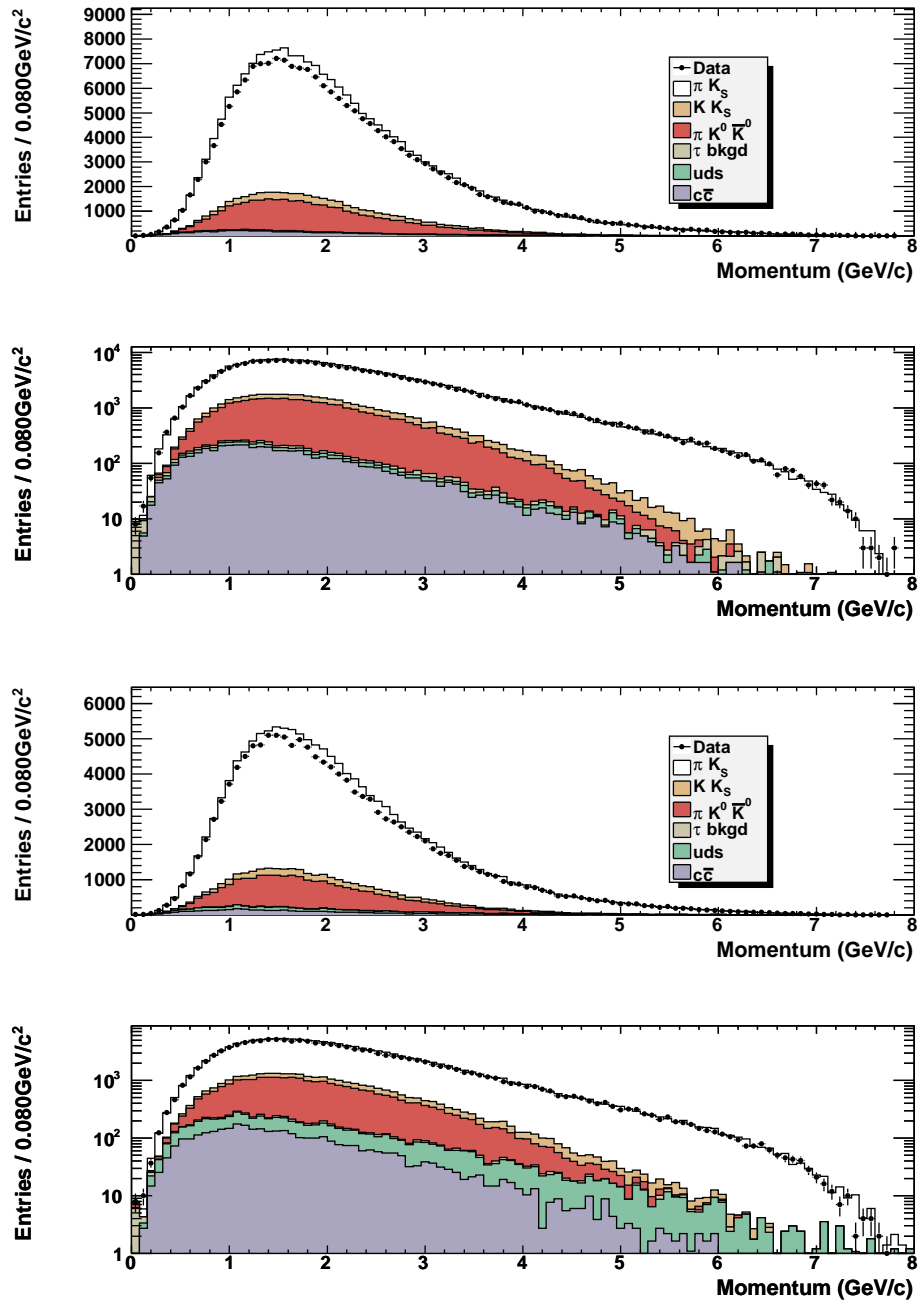 Entries / 0.080GeV/c²
9000
8000
7000
6000
5000
4000
3000
2000
1000
Data
π K_S
K K_S
π K⁰ K̅⁰
τ bkgd
uds
cc̅
0 1 2 3 4 5 6 7 8
Momentum (GeV/c)
Entries / 0.080GeV/c²
10⁴
10³
10²
10
1
0 1 2 3 4 5 6 7 8
Momentum (GeV/c)
Entries / 0.080GeV/c²
6000
5000
4000
3000
2000
1000
Data
π K_S
K K_S
π K⁰ K̅⁰
τ bkgd
uds
cc̅
0 1 2 3 4 5 6 7 8
Momentum (GeV/c)
Entries / 0.080GeV/c²
10³
10²
10
1
0 1 2 3 4 5 6 7 8
Momentum (GeV/c)